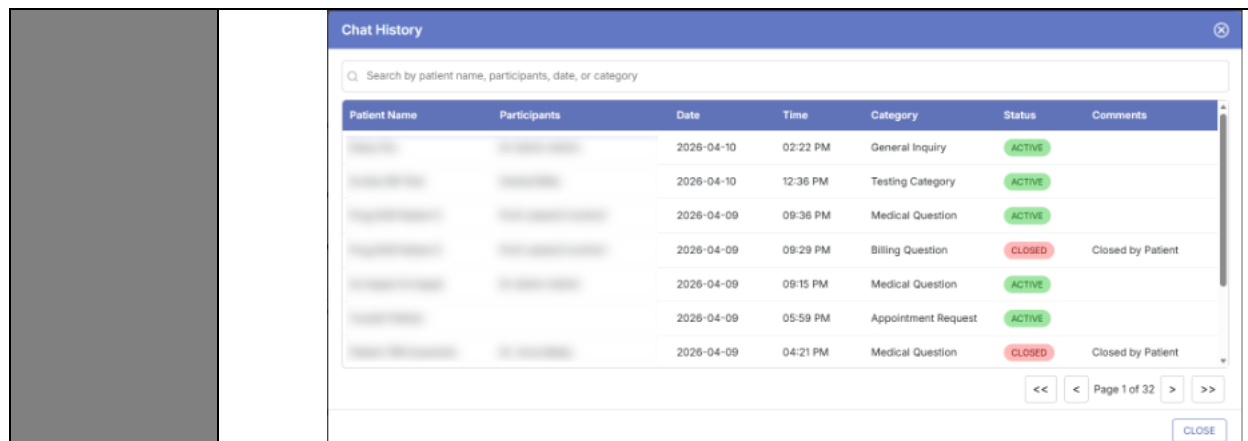 Chat History
Search by patient name, participants, date, or category
Patient Name Participants Date Time Category Status Comments
2026-04-10 02:22 PM General Inquiry ACTIVE
2026-04-10 12:36 PM Testing Category ACTIVE
2026-04-09 09:36 PM Medical Question ACTIVE
2026-04-09 09:29 PM Billing Question CLOSED Closed by Patient
2026-04-09 09:15 PM Medical Question ACTIVE
2026-04-09 05:59 PM Appointment Request ACTIVE
2026-04-09 04:21 PM Medical Question CLOSED Closed by Patient
<< < Page 1 of 32 > >>
CLOSE